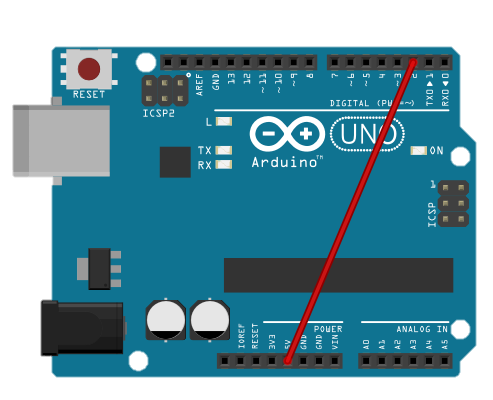 RESET
ICSP2
AREF
GND
13
12
~11
~10
~9
8
7
~6
~5
4
~3
2
TX▶1
RX◀0
DIGITAL (PWM=~)
L
TX
RX
UNO
Arduino™
ON
1
ICSP
IOREF
RESET
3V3
5V
GND
GND
VIN
POWER
A0
A1
A2
A3
A4
A5
ANALOG IN